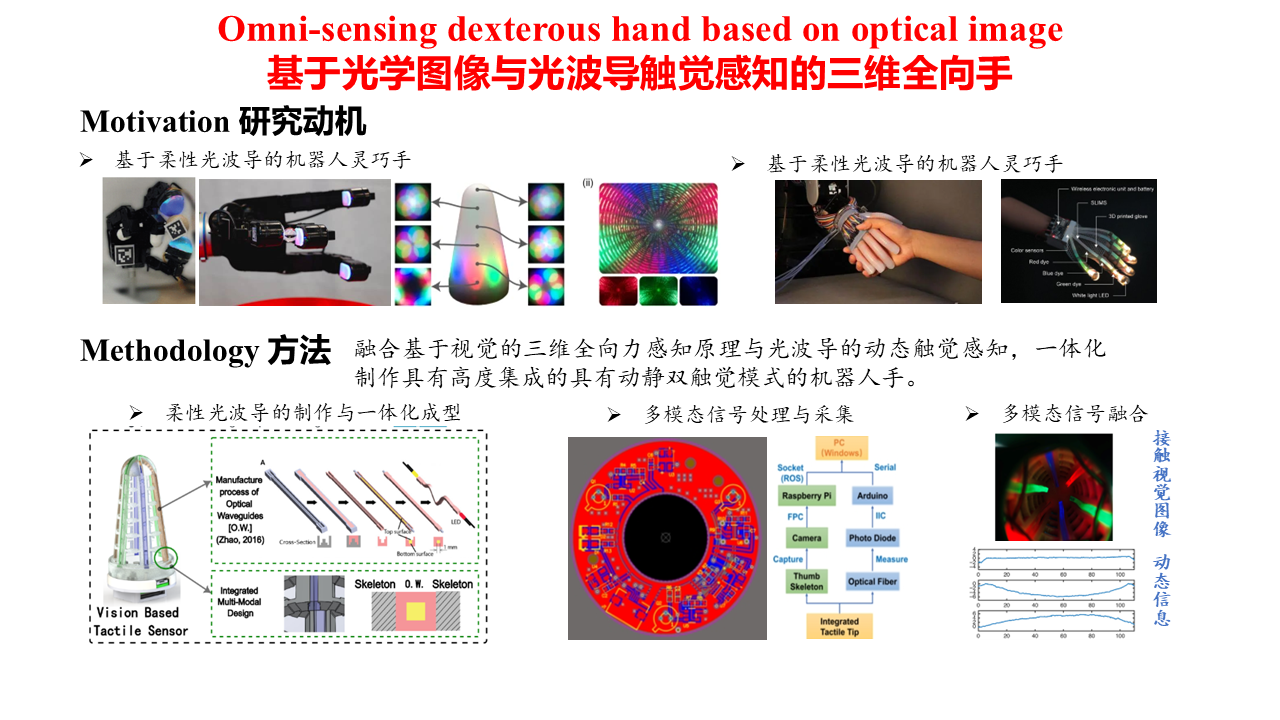 Omni-sensing dexterous hand based on optical image
基于光学图像与光波导触觉感知的三维全向手
Motivation 研究动机
➢ 基于柔性光波导的机器人灵巧手
➢ 基于柔性光波导的机器人灵巧手
(ii)
Wireless electronic unit and battery
SLIMS
3D printed glove
Color sensors
Red dye
Blue dye
Green dye
White light LED
Methodology 方法
融合基于视觉的三维全向力感知原理与光波导的动态触觉感知，一体化
制作具有高度集成的具有动静双触觉模式的机器人手。
➢ 柔性光波导的制作与一体化成型
Vision Based
Tactile Sensor
Manufacture
process of
Optical
Waveguides
[O.W.]
(Zhao, 2016)
A
LED
Top surface
Cross-Section
Bottom surface
mm
Integrated
Multi-Modal
Design
Skeleton O.W. Skeleton
➢ 多模态信号处理与采集
PC
(Windows)
Socket
(ROS)
Serial
Raspberry Pi
Arduino
FPC
IIC
Camera
Photo Diode
Capture
Measure
Thumb
Skeleton
Optical Fiber
Integrated
Tactile Tip
➢ 多模态信号融合
接触视觉图像
动态信息
0 20 40 60 80 100
0 20 40 60 80 100
0 20 40 60 80 100